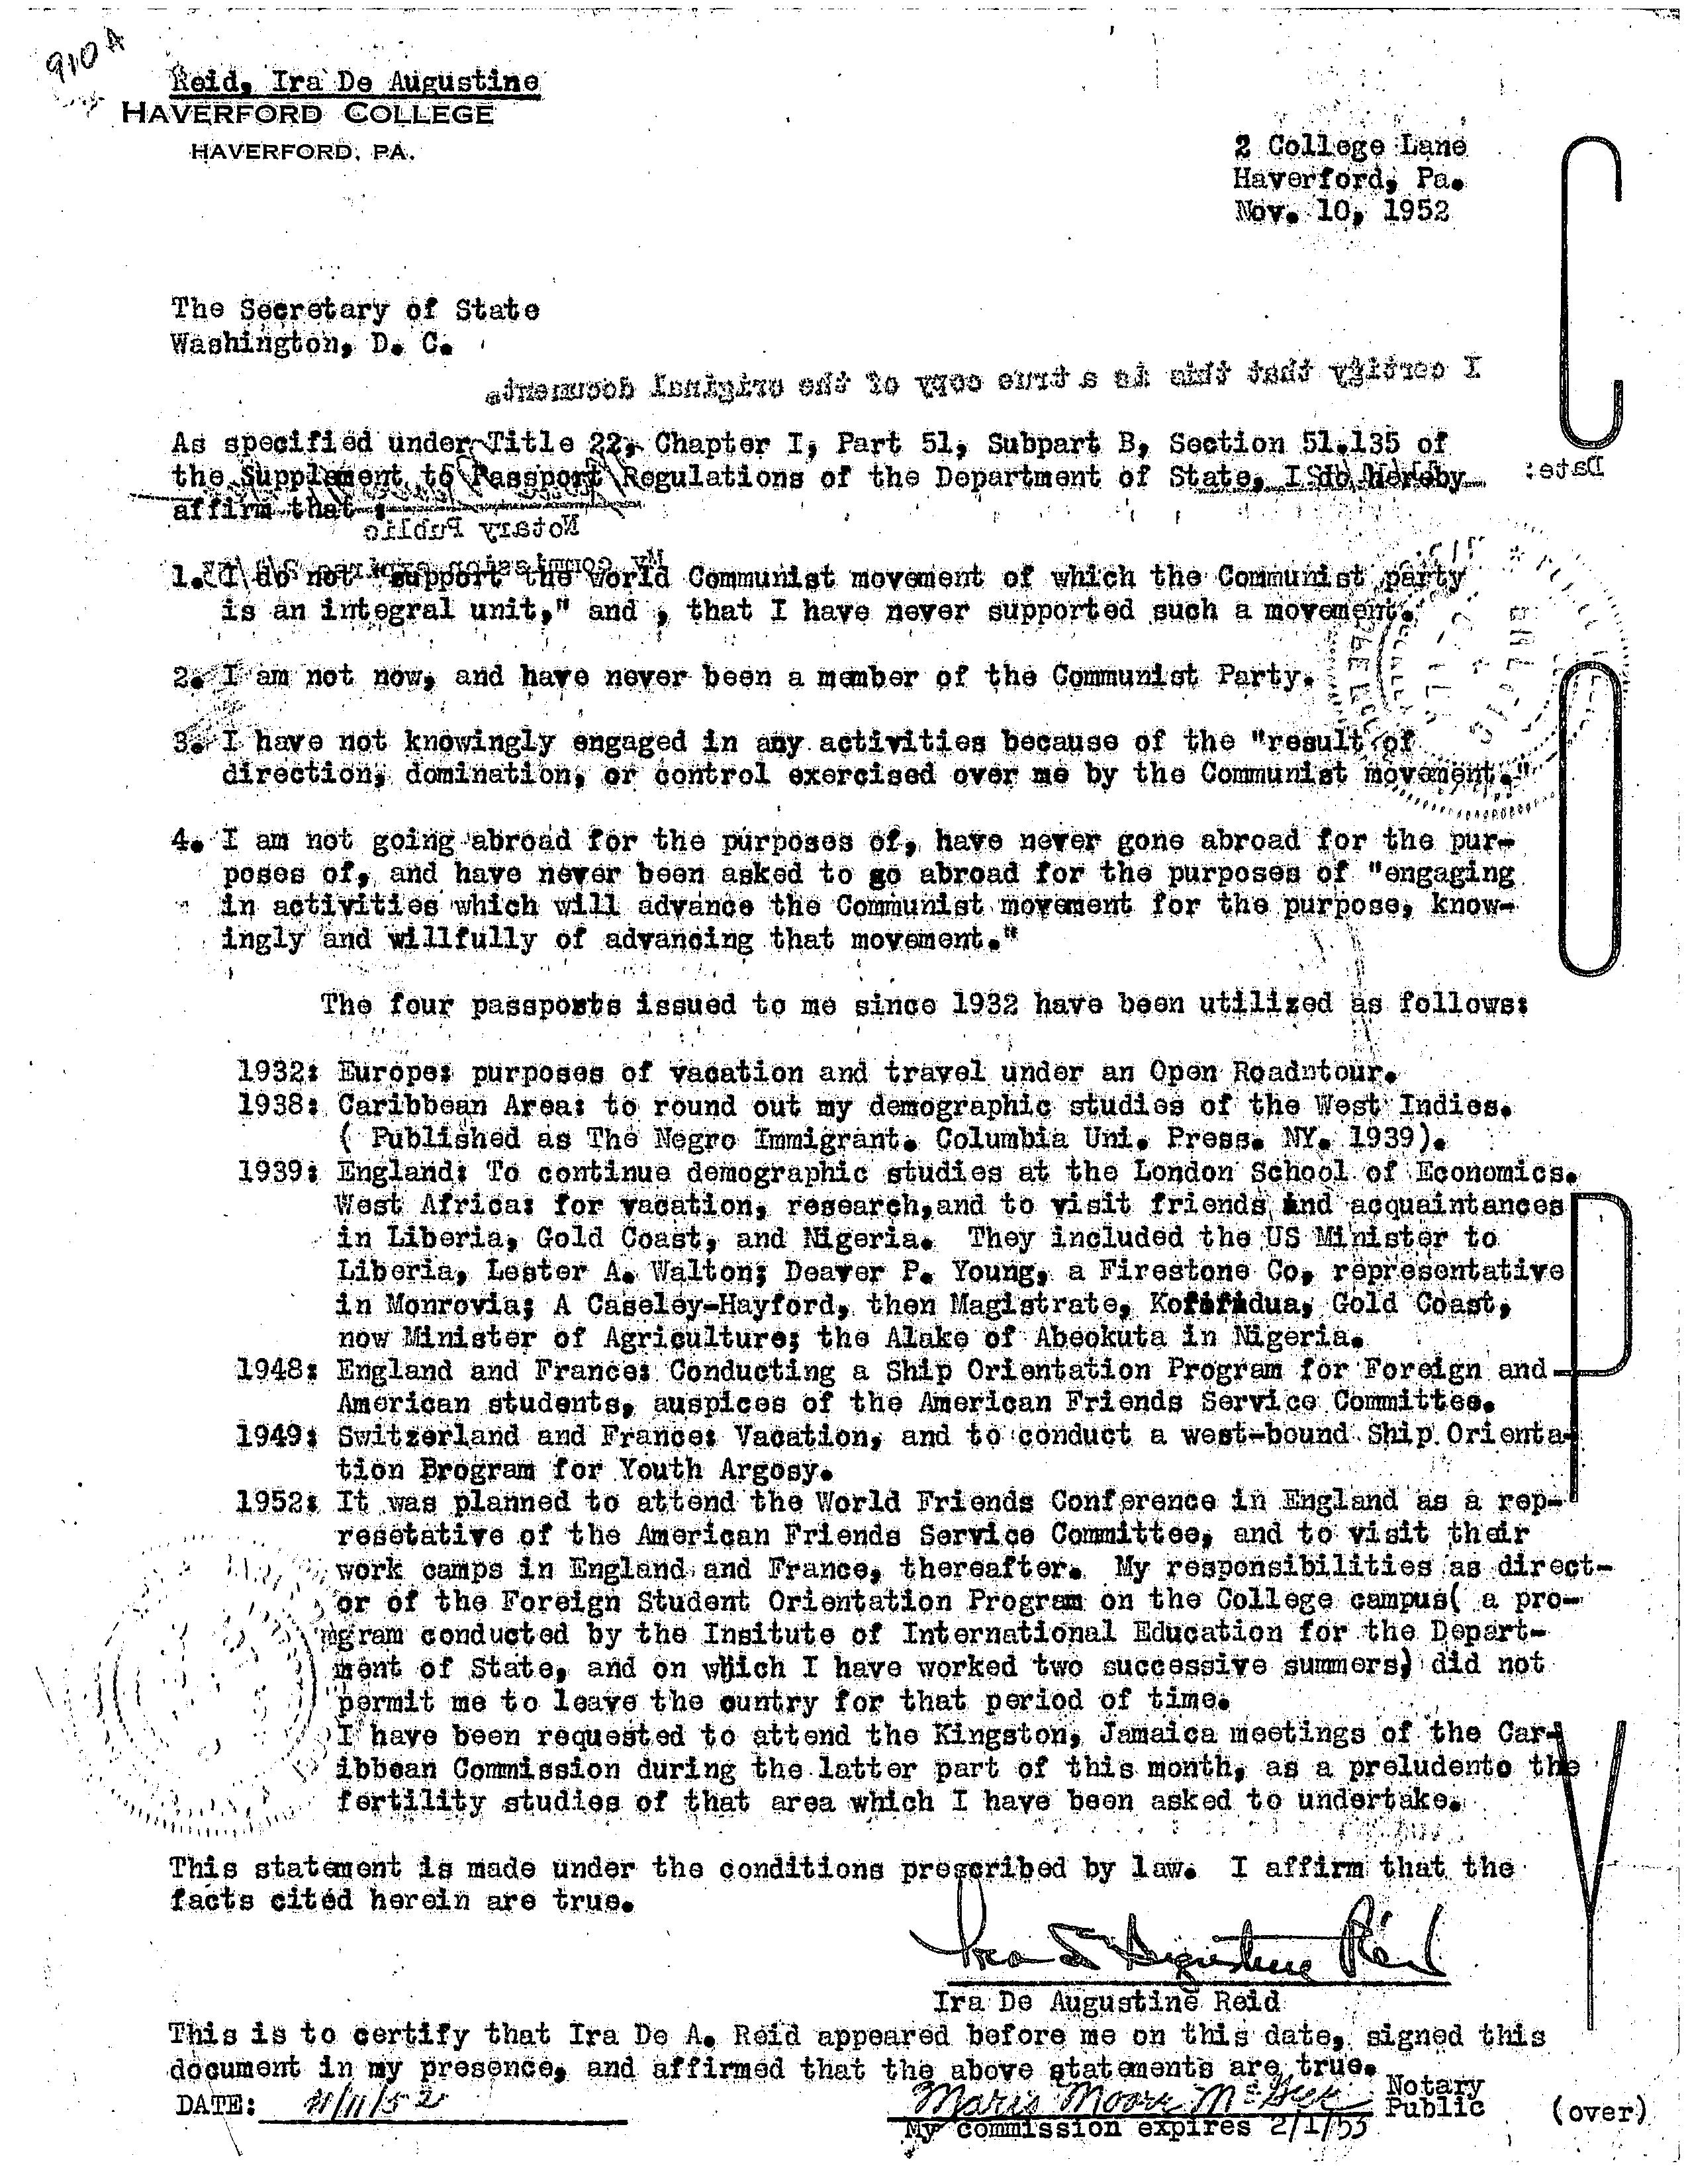 910A
Reid, Ira De Augustine
HAVERFORD COLLEGE
HAVERFORD, PA.
2 College Lane
Haverford, Pa.
Nov. 10, 1952
The Secretary of State
Washington, D. C.
I certify that this is a true copy of the original document.
As specified under Title 22, Chapter I, Part 51, Subpart B, Section 51.135 of
the Supplement to Passport Regulations of the Department of State, I do hereby
Date:
affirm that :
Notary Public
My commission expires
1. I do not "support the world Communist movement of which the Communist party
is an integral unit," and , that I have never supported such a movement.
2. I am not now, and have never been a member of the Communist Party.
3. I have not knowingly engaged in any activities because of the "result of
direction, domination, or control exercised over me by the Communist movement."
4. I am not going abroad for the purposes of, have never gone abroad for the pur-
poses of, and have never been asked to go abroad for the purposes of "engaging
in activities which will advance the Communist movement for the purpose, know-
ingly and willfully of advancing that movement."
The four passports issued to me since 1932 have been utilized as follows:
1932: Europe: purposes of vacation and travel under an Open Roadntour.
1938: Caribbean Area: to round out my demographic studies of the West Indies.
( Published as The Negro Immigrant. Columbia Uni. Press. NY. 1939).
1939: England: To continue demographic studies at the London School of Economics.
West Africa: for vacation, research,and to visit friends and acquaintances
in Liberia, Gold Coast, and Nigeria. They included the US Minister to
Liberia, Lester A. Walton; Deaver P. Young, a Firestone Co, representative
in Monrovia; A Caseley-Hayford, then Magistrate, Kofifidua, Gold Coast,
now Minister of Agriculture; the Alake of Abeokuta in Nigeria.
1948: England and France: Conducting a Ship Orientation Program for Foreign and
American students, auspices of the American Friends Service Committee.
1949: Switzerland and France: Vacation, and to conduct a west-bound Ship Orienta-
tion Program for Youth Argosy.
1952: It was planned to attend the World Friends Conference in England as a rep-
resetative of the American Friends Service Committee, and to visit their
work camps in England and France, thereafter. My responsibilities as direct-
or of the Foreign Student Orientation Program on the College campus( a pro-
gram conducted by the Insitute of International Education for the Depart-
ment of State, and on which I have worked two successive summers) did not
permit me to leave the ountry for that period of time.
I have been requested to attend the Kingston, Jamaica meetings of the Car-
ibbean Commission during the latter part of this month, as a preludento the
fertility studies of that area which I have been asked to undertake.
This statement is made under the conditions prescribed by law. I affirm that the
facts cited herein are true.
Ira De Augustine Reid
Ira De Augustine Reid
This is to certify that Ira De A. Reid appeared before me on this date, signed this
document in my presence, and affirmed that the above statements are true.
DATE: 11/11/52
Maris Moore McGeek Notary
Public
My commission expires 2/1/53
(over)
COPY